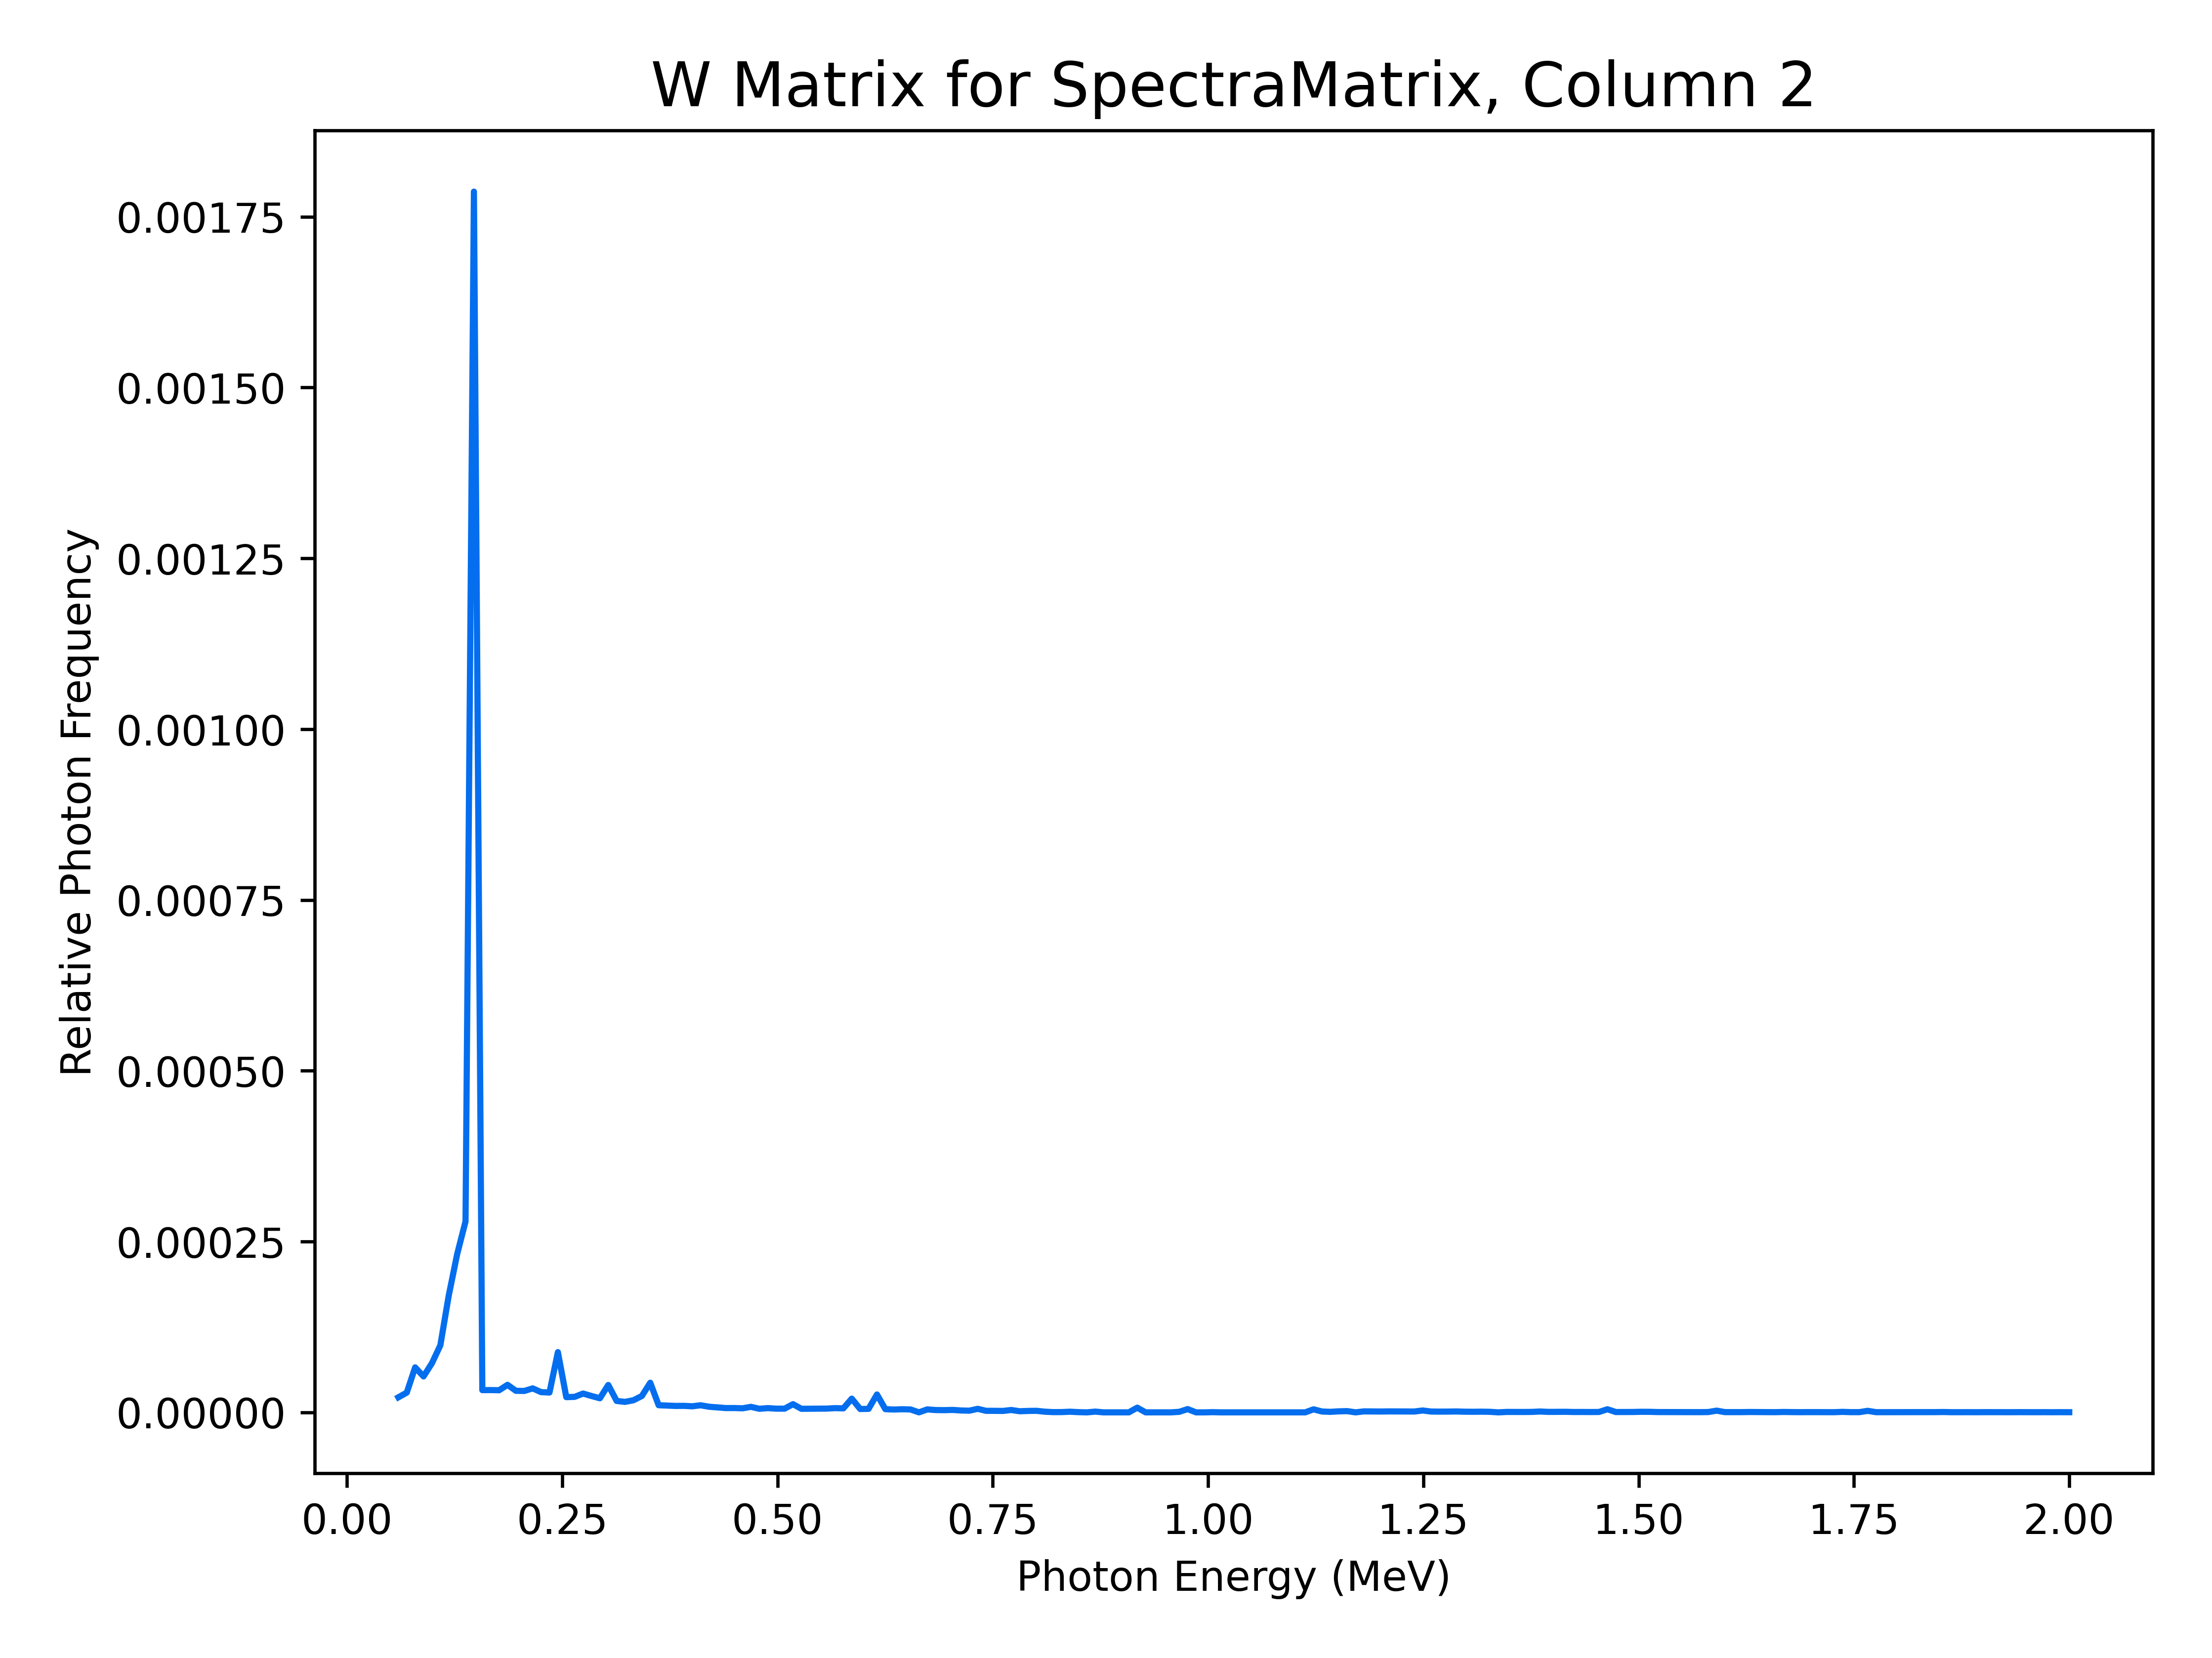 W Matrix for SpectraMatrix, Column 2
Relative Photon Frequency
0.00175
0.00150
0.00125
0.00100
0.00075
0.00050
0.00025
0.00000
0.00 0.25 0.50 0.75 1.00 1.25 1.50 1.75 2.00
Photon Energy (MeV)